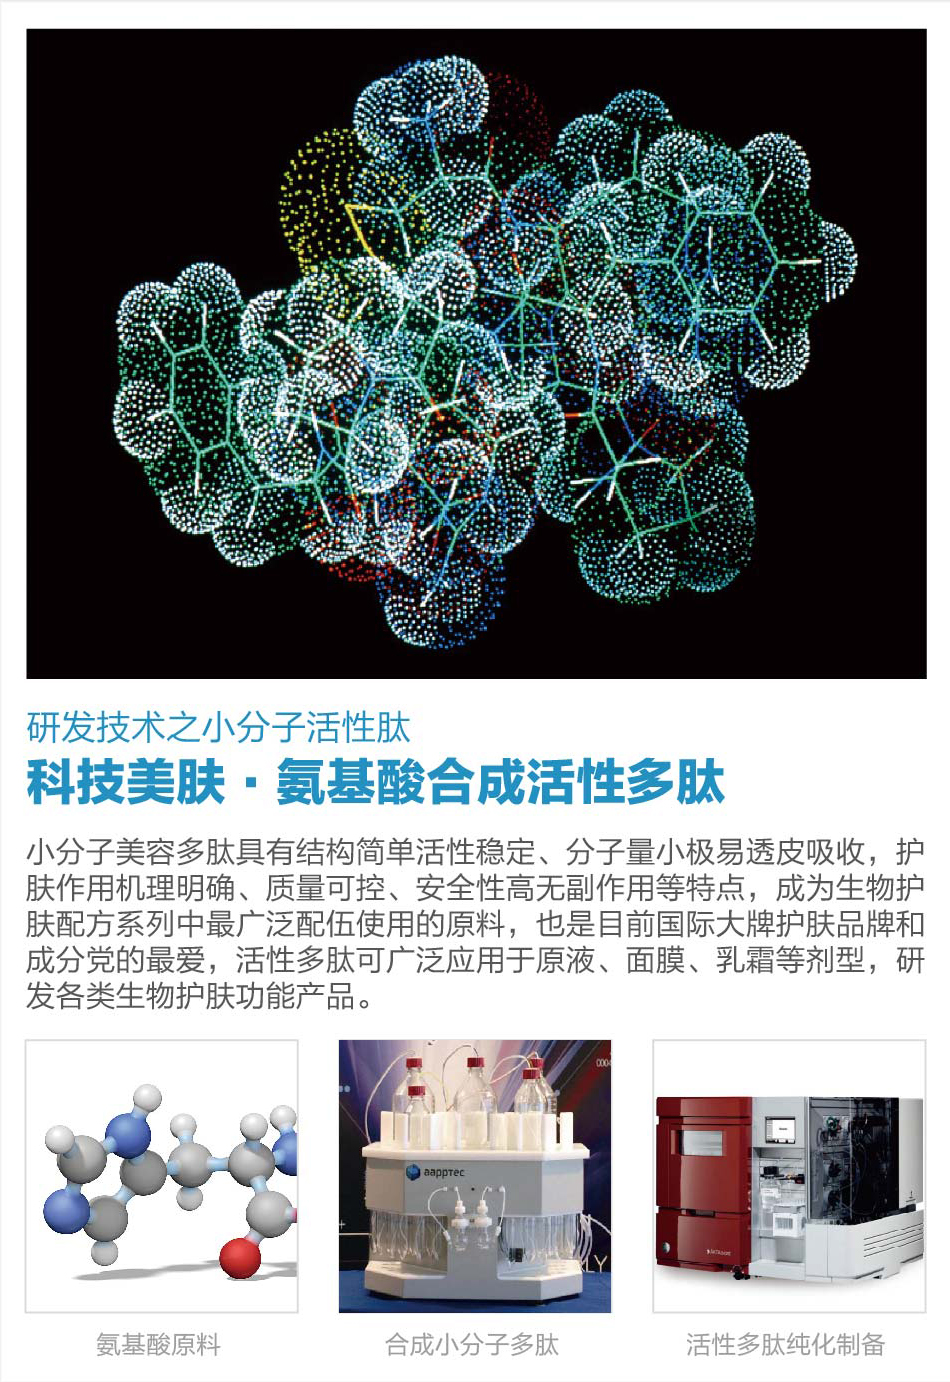 研发技术之小分子活性肽
科技美肤·氨基酸合成活性多肽
小分子美容多肽具有结构简单活性稳定、分子量小极易透皮吸收，护
肤作用机理明确、质量可控、安全性高无副作用等特点，成为生物护
肤配方系列中最广泛配伍使用的原料，也是目前国际大牌护肤品牌和
成分党的最爱，活性多肽可广泛应用于原液、面膜、乳霜等剂型，研
发各类生物护肤功能产品。
0004
aapptec
LY
氨基酸原料
合成小分子多肽
活性多肽纯化制备